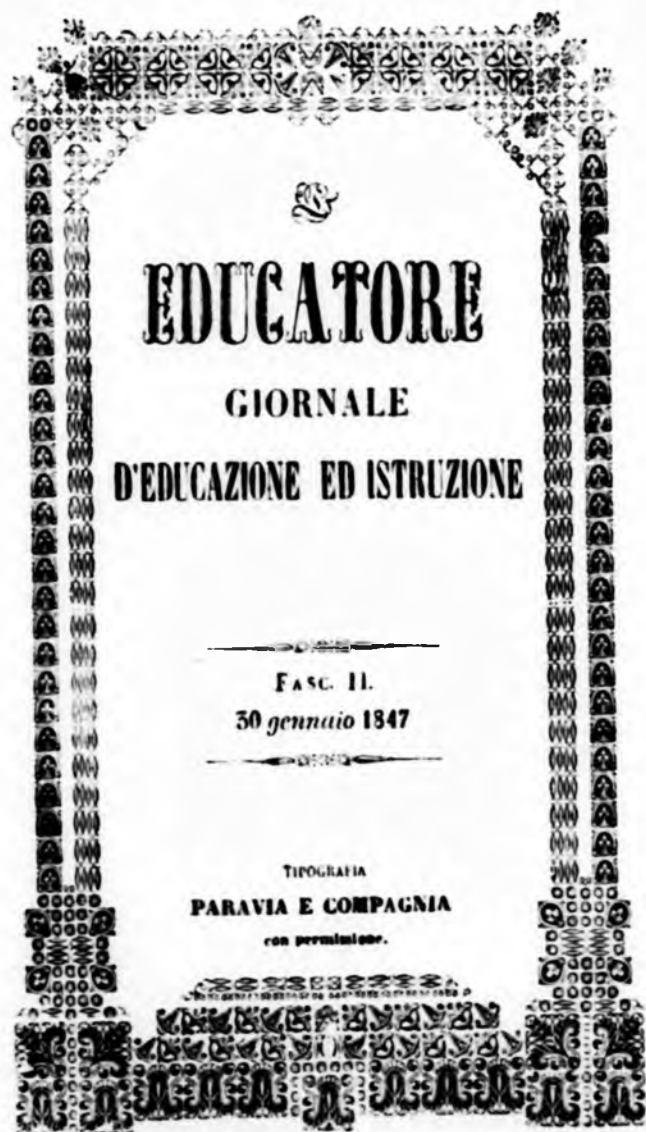 L'
EDUCATORE
GIORNALE
D'EDUCAZIONE ED ISTRUZIONE
FASC. II.
30 gennaio 1847
TIPOGRAFIA
PARAVIA E COMPAGNIA
con permissione.